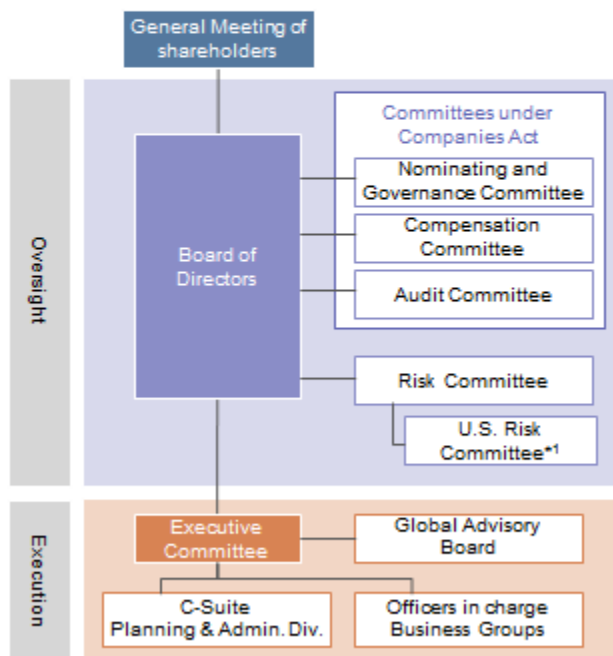 General Meeting of
shareholders
Oversight
Board of
Directors
Committees under
Companies Act
Nominating and
Governance Committee
Compensation
Committee
Audit Committee
Risk Committee
U.S. Risk
Committee*1
Execution
Executive
Committee
Global Advisory
Board
C-Suite
Planning & Admin. Div.
Officers in charge
Business Groups